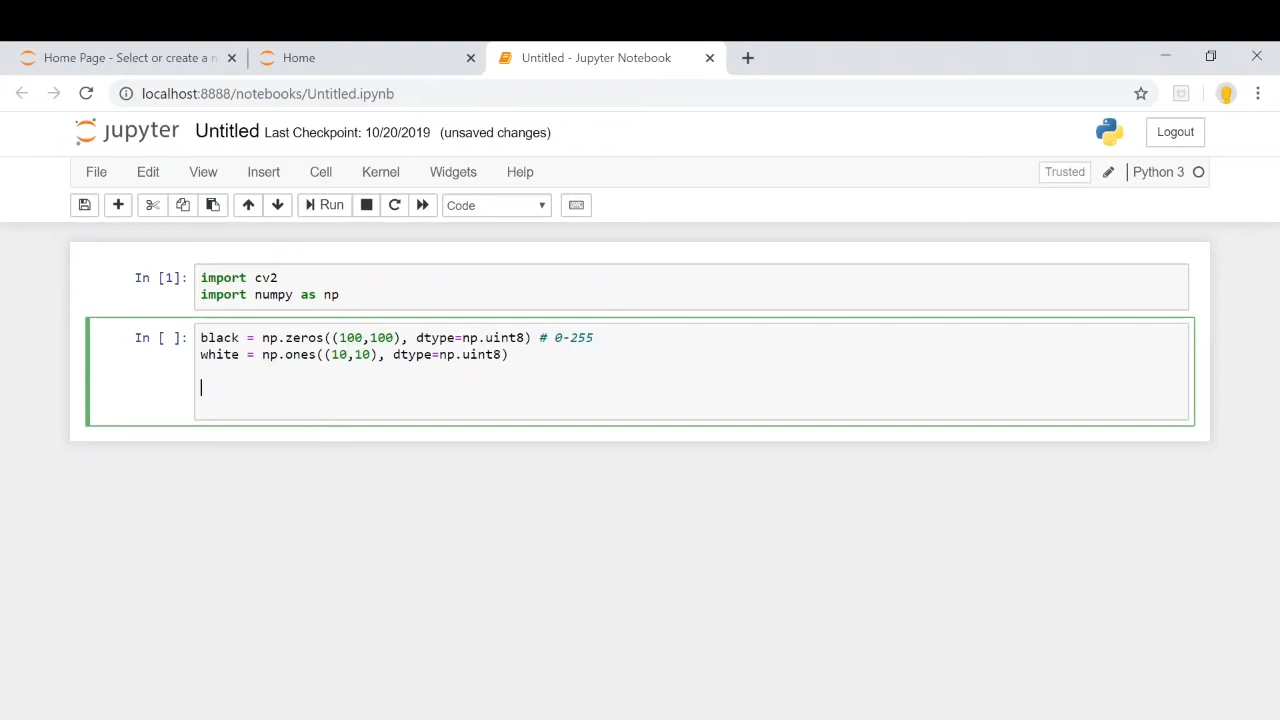 Home Page - Select or create a n
Home
Untitled - Jupyter Notebook
localhost:8888/notebooks/Untitled.ipynb
jupyter Untitled Last Checkpoint: 10/20/2019 (unsaved changes)
Logout
File Edit View Insert Cell Kernel Widgets Help
Trusted
Python 3
Run
Code
In [1]:
import cv2
import numpy as np
In [ ]:
black = np.zeros((100,100), dtype=np.uint8) # 0-255
white = np.ones((10,10), dtype=np.uint8)